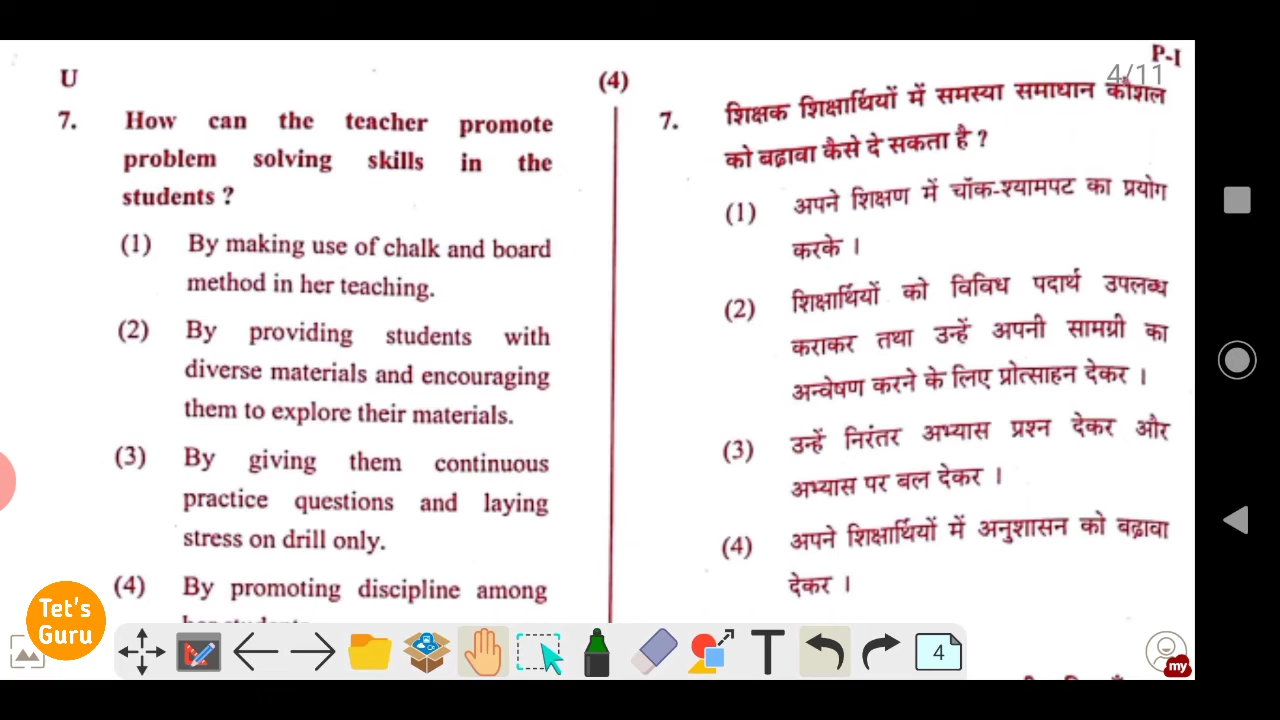 P-I
4/11
U
(4)
7. How can the teacher promote
problem solving skills in the
students ?
(1) By making use of chalk and board
method in her teaching.
(2) By providing students with
diverse materials and encouraging
them to explore their materials.
(3) By giving them continuous
practice questions and laying
stress on drill only.
(4) By promoting discipline among
her students
7. शिक्षक शिक्षार्थियों में समस्या समाधान कौशल
को बढ़ावा कैसे दे सकता है ?
(1) अपने शिक्षण में चॉक-श्यामपट का प्रयोग
करके ।
(2) शिक्षार्थियों को विविध पदार्थ उपलब्ध
कराकर तथा उन्हें अपनी सामग्री का
अन्वेषण करने के लिए प्रोत्साहन देकर ।
(3) उन्हें निरंतर अभ्यास प्रश्न देकर और
अभ्यास पर बल देकर ।
(4) अपने शिक्षार्थियों में अनुशासन को बढ़ावा
देकर ।
Tet's
Guru
T
4
my